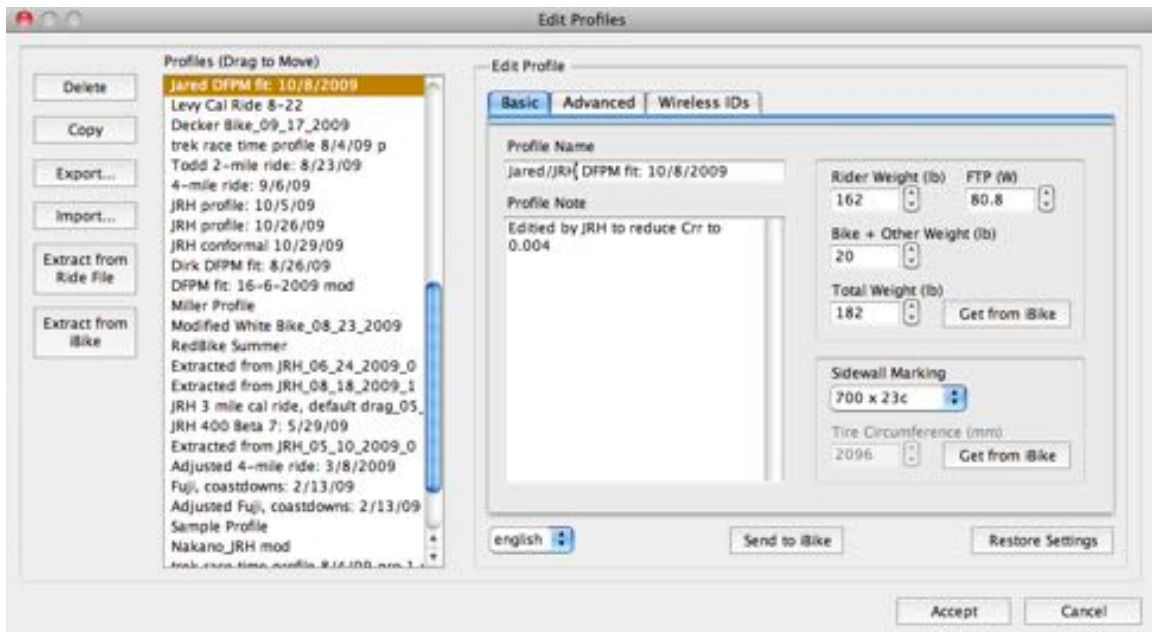 Edit Profiles
Delete
Copy
Export...
Import...
Extract from
Ride File
Extract from
iBike
Profiles (Drag to Move)
Jared DFPM fit: 10/8/2009
Levy Cal Ride 8-22
Decker Bike_09_17_2009
trek race time profile 8/4/09 p
Todd 2-mile ride: 8/23/09
4-mile ride: 9/6/09
JRH profile: 10/5/09
JRH profile: 10/26/09
JRH conformal 10/29/09
Dirk DFPM fit: 8/26/09
DFPM fit: 16-6-2009 mod
Miller Profile
Modified White Bike_08_23_2009
RedBike Summer
Extracted from JRH_06_24_2009_0
Extracted from JRH_08_18_2009_1
JRH 3 mile cal ride, default drag_05_
JRH 400 Beta 7: 5/29/09
Extracted from JRH_05_10_2009_0
Adjusted 4-mile ride: 3/8/2009
Fuji, coastdowns: 2/13/09
Adjusted Fuji, coastdowns: 2/13/09
Sample Profile
Nakano_JRH mod
trek race time profile 8/4/09 pro 1
Edit Profile
Basic Advanced Wireless IDs
Profile Name
Jared/JRH DFPM fit: 10/8/2009
Profile Note
Editied by JRH to reduce Crr to
0.004
Rider Weight (lb) FTP (W)
162 80.8
Bike + Other Weight (lb)
20
Total Weight (lb)
182 Get from iBike
Sidewall Marking
700 x 23c
Tire Circumference (mm)
2096 Get from iBike
english Send to iBike Restore Settings
Accept Cancel